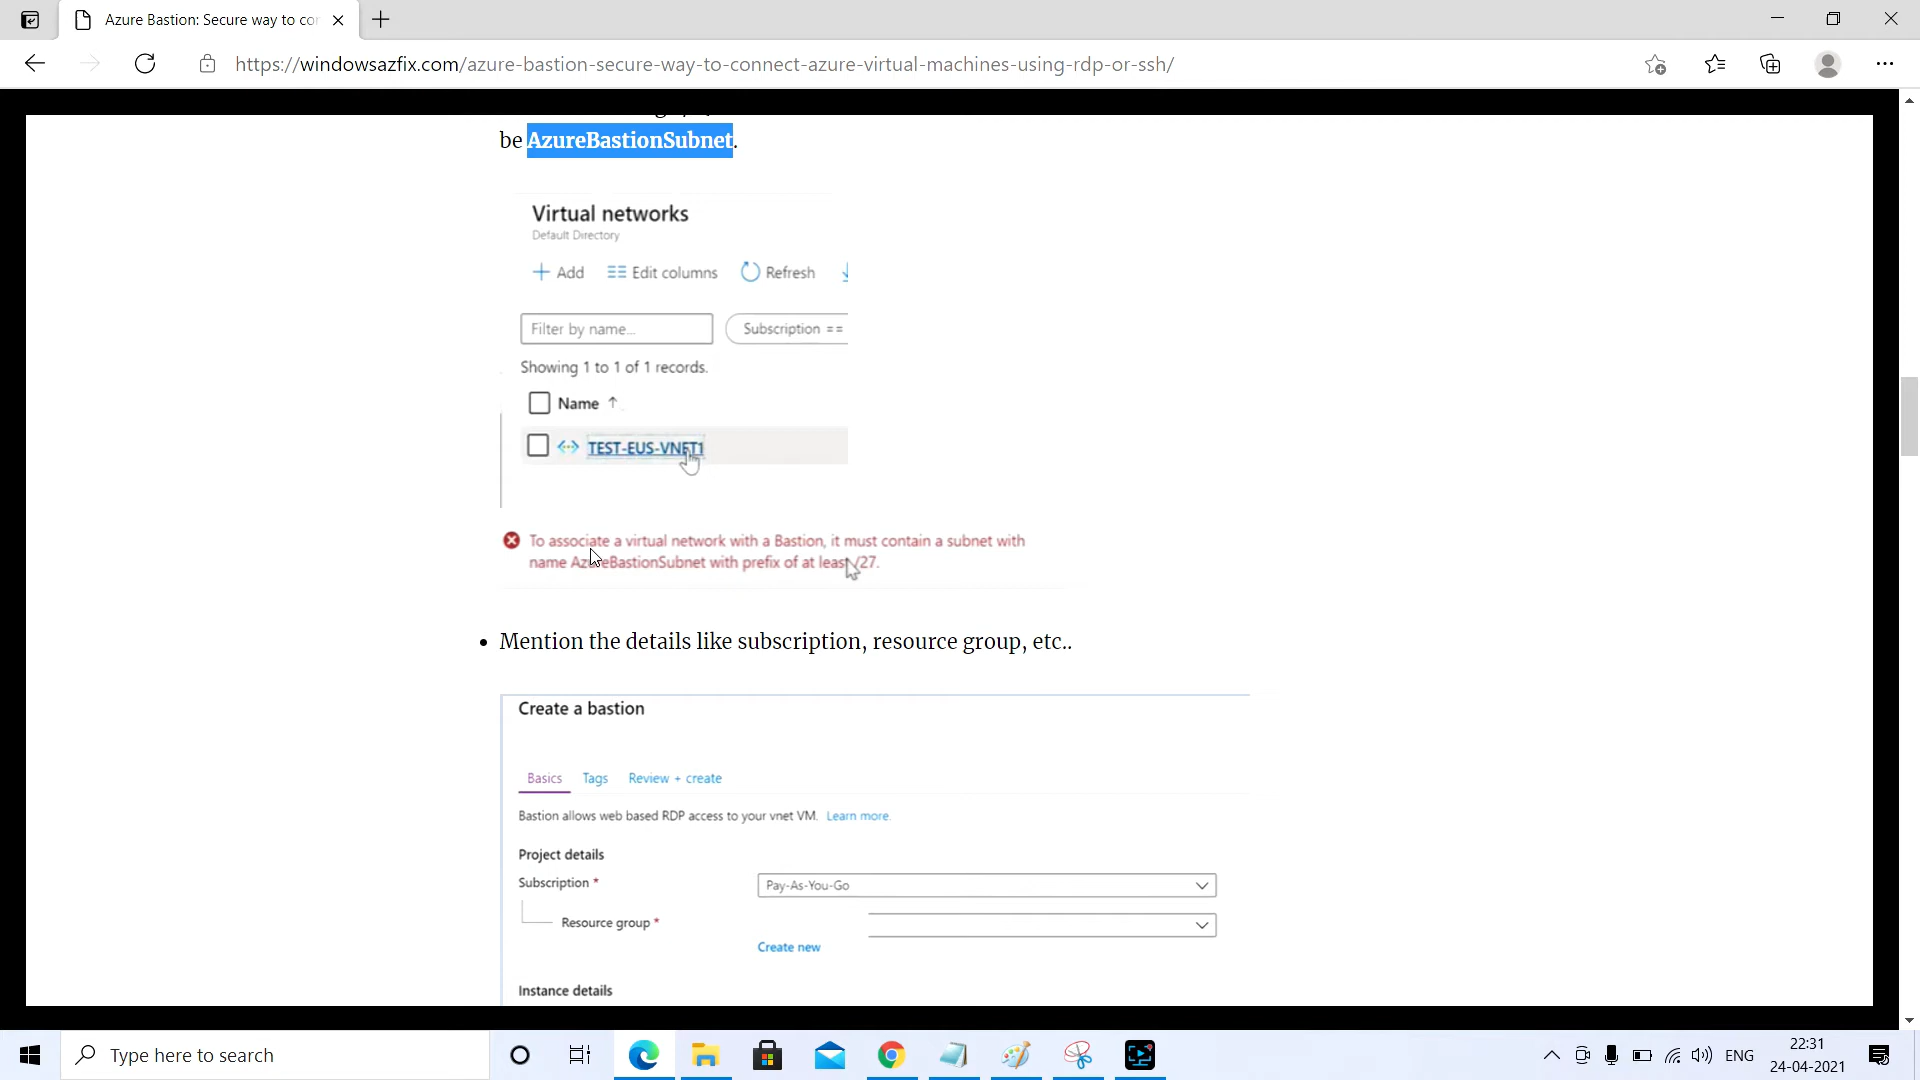 Azure Bastion: Secure way to co
https://windowsazfix.com/azure-bastion-secure-way-to-connect-azure-virtual-machines-using-rdp-or-ssh/
be AzureBastionSubnet.
Virtual networks
Default Directory
Add Edit columns Refresh
Filter by name... Subscription ==
Showing 1 to 1 of 1 records.
Name ↑
TEST-EUS-VNET1
To associate a virtual network with a Bastion, it must contain a subnet with
name AzureBastionSubnet with prefix of at least /27.
• Mention the details like subscription, resource group, etc..
Create a bastion
Basics Tags Review + create
Bastion allows web based RDP access to your vnet VM. Learn more.
Project details
Subscription * Pay-As-You-Go
Resource group *
Create new
Instance details
Type here to search
ENG
22:31
24-04-2021